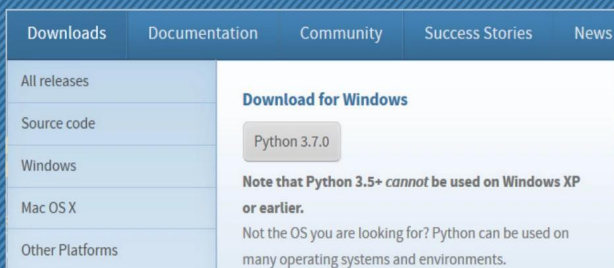 Downloads Documentation Community Success Stories News
All releases
Source code
Windows
Mac OS X
Other Platforms
Download for Windows
Python 3.7.0
Note that Python 3.5+ cannot be used on Windows XP
or earlier.
Not the OS you are looking for? Python can be used on
many operating systems and environments.